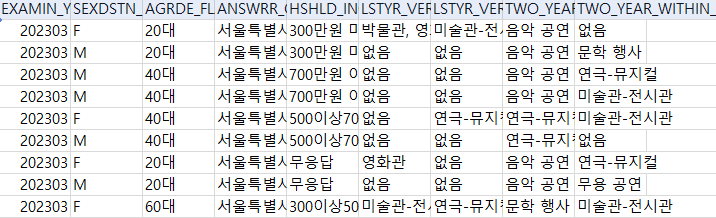 EXAMIN_Y SEXDSTN_ AGRDE_FL ANSWRR_C HSHLD_IN LSTYR_VER LSTYR_VER TWO_YEAR TWO_YEAR_WITHIN_
202303 F 20대 서울특별시 300만원 미 박물관, 영 미술관-전시 음악 공연 없음
202303 M 20대 서울특별시 300만원 미 없음 없음 음악 공연 문학 행사
202303 M 40대 서울특별시 700만원 이 없음 없음 음악 공연 연극-뮤지컬
202303 M 40대 서울특별시 700만원 이 없음 없음 음악 공연 미술관-전시관
202303 F 40대 서울특별시 500이상70 없음 연극-뮤지 연극-뮤지 미술관-전시관
202303 M 40대 서울특별시 500이상70 없음 없음 연극-뮤지 없음
202303 F 20대 서울특별시 무응답 영화관 없음 음악 공연 연극-뮤지컬
202303 M 20대 서울특별시 무응답 없음 없음 음악 공연 무용 공연
202303 F 60대 서울특별시 300이상50 미술관-전시 연극-뮤지 문학 행사 미술관-전시관